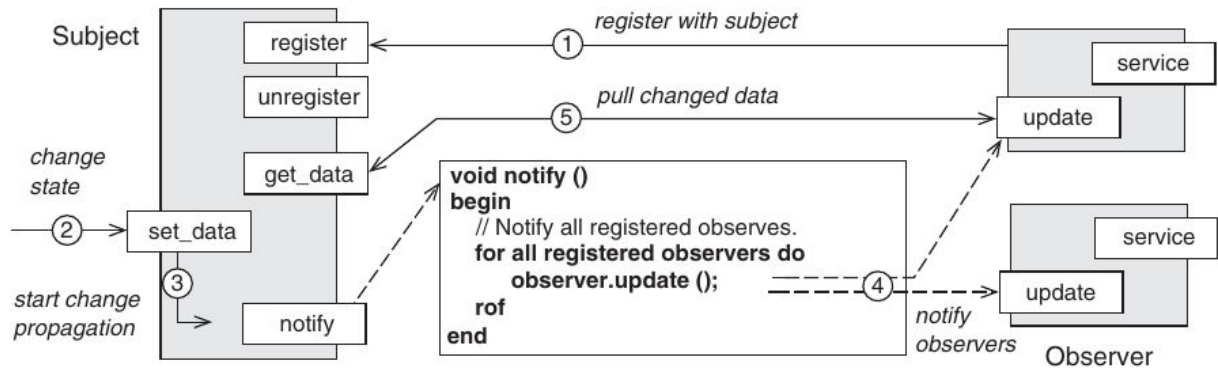 Subject
register
unregister
get_data
set_data
notify
change
state
2
3
start change
propagation
register with subject
1
pull changed data
5
void notify ()
begin
// Notify all registered observes.
for all registered observers do
observer.update ();
rof
end
4
notify
observers
service
update
service
update
Observer